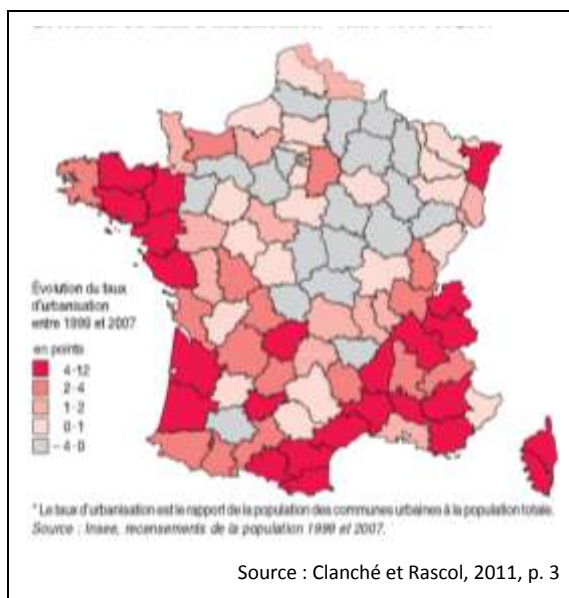 Évolution du taux
d'urbanisation
entre 1999 et 2007
en points
4-12
2-4
1-2
0-1
– 4-0
* Le taux d'urbanisation est le rapport de la population des communes urbaines à la population totale.
Source : Insee, recensements de la population 1999 et 2007.
Source : Clanché et Rascol, 2011, p. 3